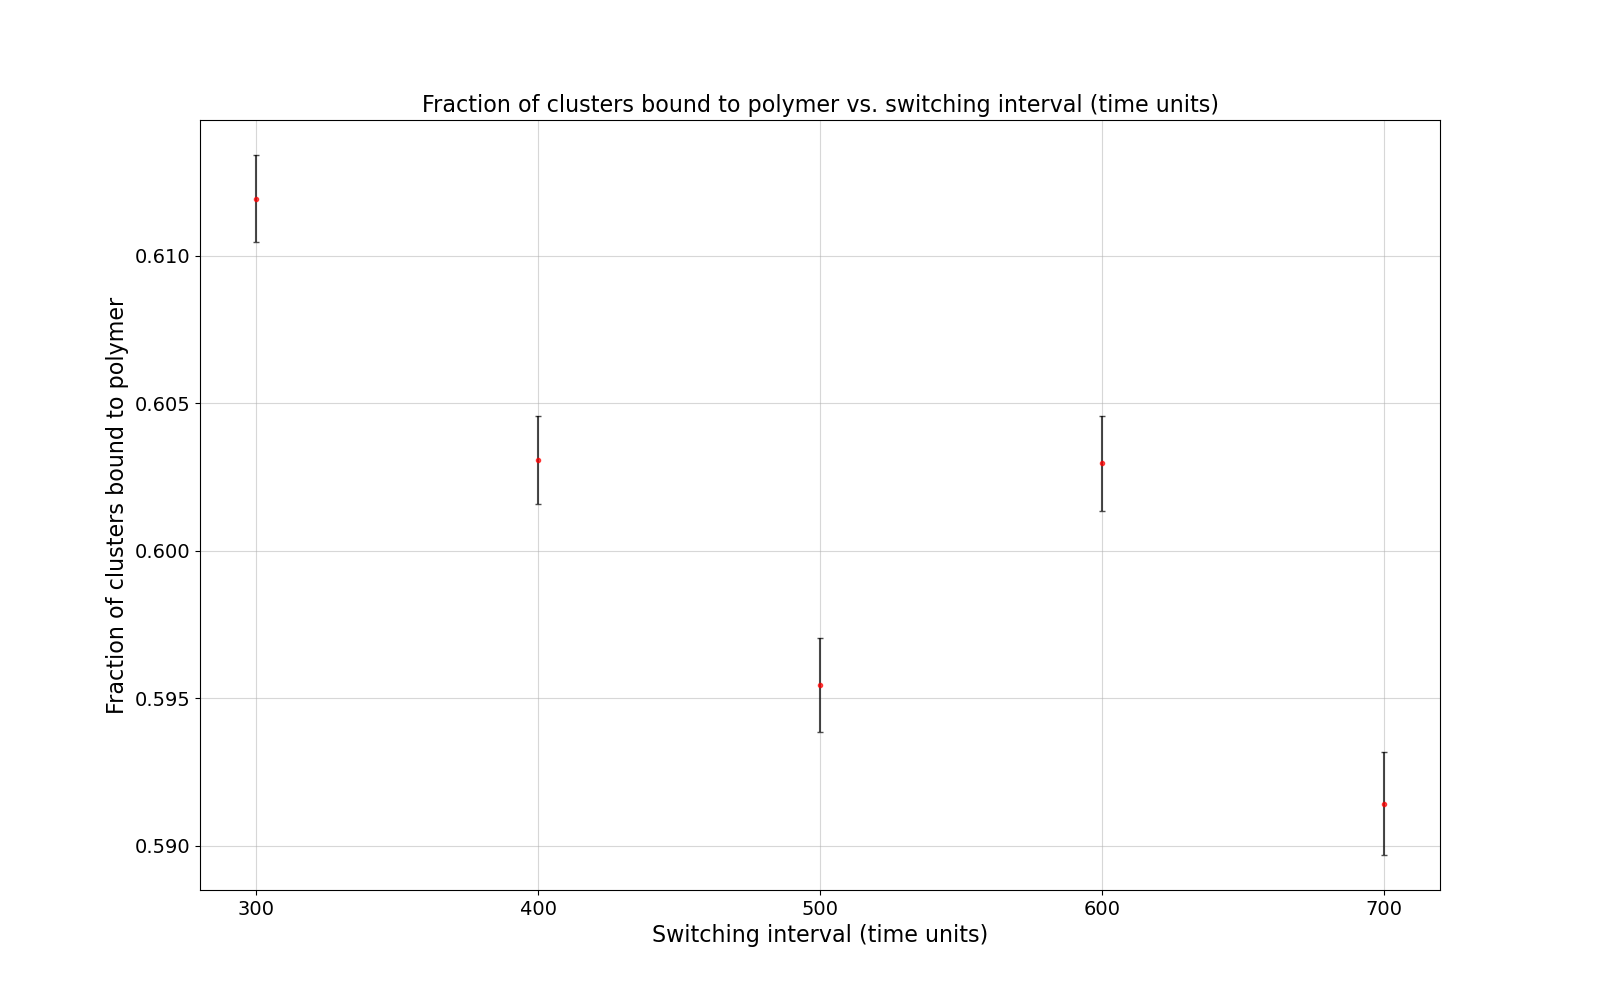 Fraction of clusters bound to polymer vs. switching interval (time units)
Fraction of clusters bound to polymer
0.610
0.605
0.600
0.595
0.590
300 400 500 600 700
Switching interval (time units)